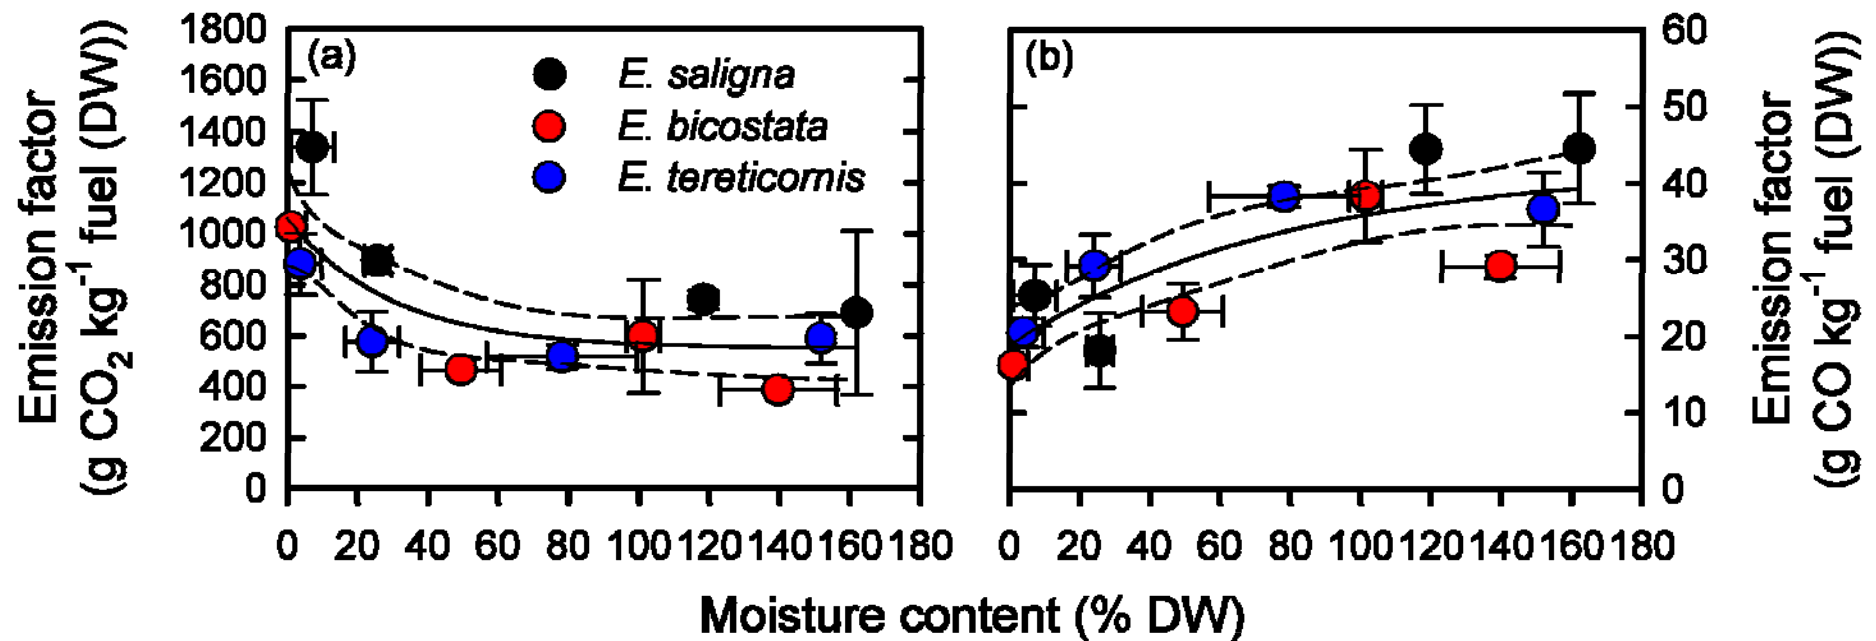 Emission factor
(g CO₂ kg⁻¹ fuel (DW))
1800
1600
1400
1200
1000
800
600
400
200
0
(a)
E. saligna
E. bicostata
E. tereticornis
0 20 40 60 80 100 120 140 160 180
(b)
60
50
40
30
20
10
0
0 20 40 60 80 100 120 140 160 180
Emission factor
(g CO kg⁻¹ fuel (DW))
Moisture content (% DW)